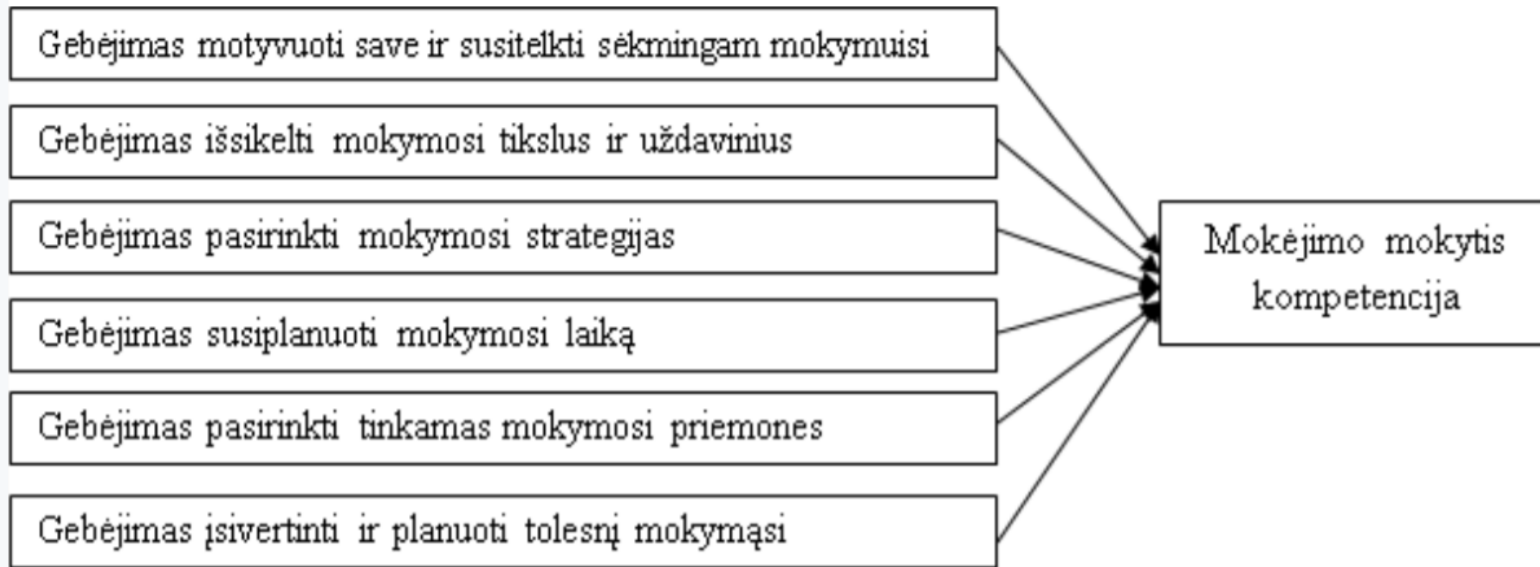 Gebėjimas motyvuoti save ir susitelkti sėkmingam mokymuisi
Gebėjimas išsikelti mokymosi tikslus ir uždavinius
Gebėjimas pasirinkti mokymosi strategijas
Gebėjimas susiplanuoti mokymosi laiką
Gebėjimas pasirinkti tinkamas mokymosi priemones
Gebėjimas įsivertinti ir planuoti tolesnį mokymąsi
Mokėjimo mokytis
kompetencija